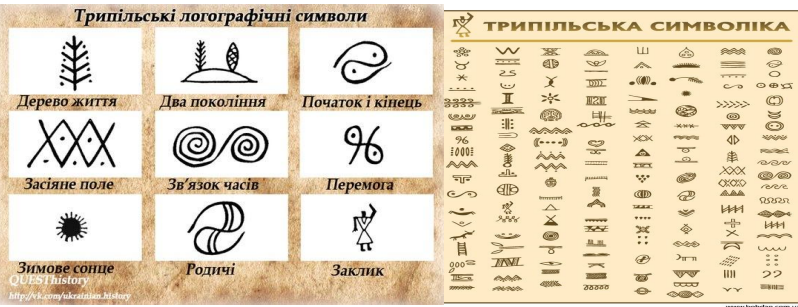 Трипільські логографічні символи
Дерево життя
Два покоління
Початок і кінець
Засіяне поле
Зв'язок часів
Перемога
Зимове сонце
Родичі
Заклик
QUESThistory
http://vk.com/ukrainian.history
ТРИПІЛЬСЬКА СИМВОЛІКА